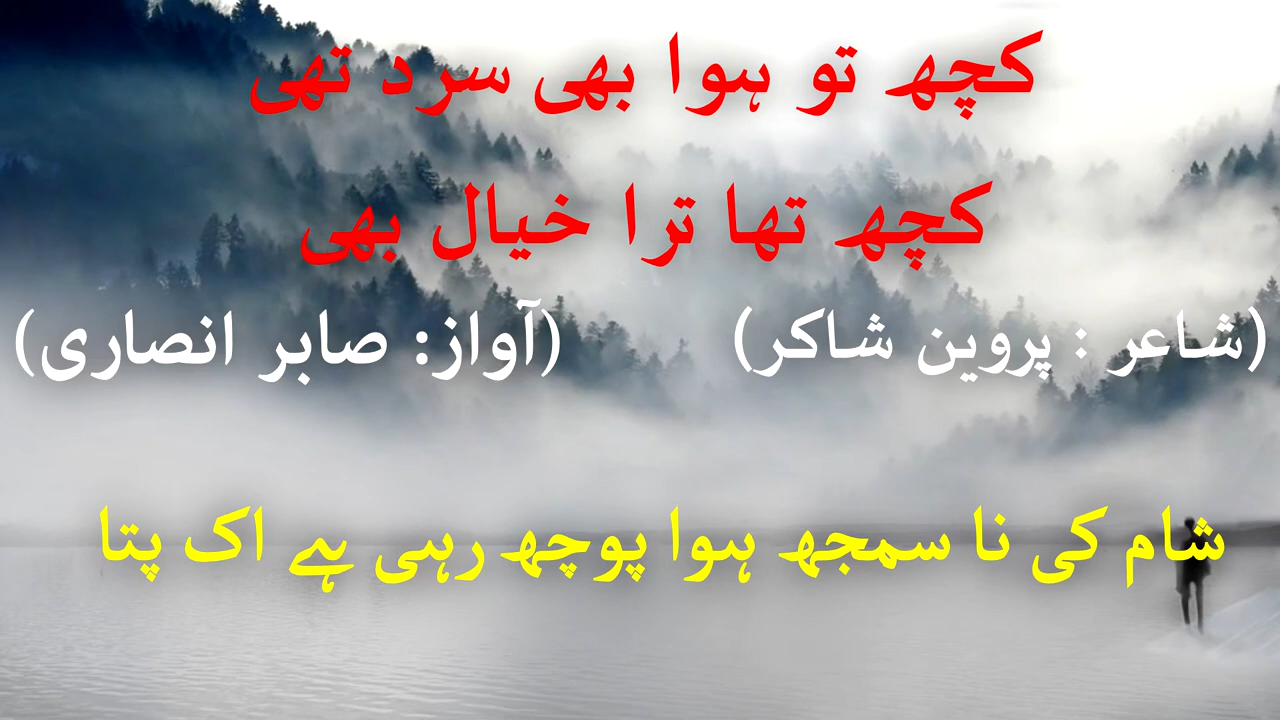 کچھ تو ہوا بھی سرد تھی
کچھ تھا ترا خیال بھی
(شاعر : پروین شاکر) (آواز: صابر انصاری)
شام کی نا سمجھ ہوا پوچھ رہی ہے اک پتا